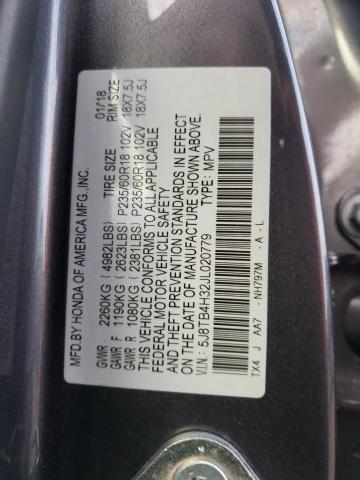 MFD.BY HONDA OF AMERICA MFG.,INC. 01/18
TIRE SIZE RIM SIZE
GVWR 2260KG (4982LBS)
GAWR F 1190KG (2623LBS) P235/60R18 102V 18X7.5J
GAWR R 1080KG (2381LBS) P235/60R18 102V 18X7.5J
THIS VEHICLE CONFORMS TO ALL APPLICABLE
FEDERAL MOTOR VEHICLE SAFETY
AND THEFT PREVENTION STANDARDS IN EFFECT
ON THE DATE OF MANUFACTURE SHOWN ABOVE.
V.I.N.: 5J8TB4H32JL020779 TYPE: MPV
TX4 J AA7 - NH797M - A - L